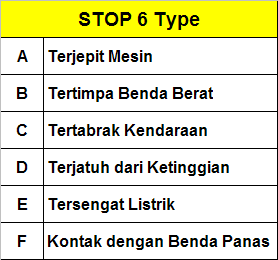 STOP 6 Type
A Terjepit Mesin
B Tertimpa Benda Berat
C Tertabrak Kendaraan
D Terjatuh dari Ketinggian
E Tersengat Listrik
F Kontak dengan Benda Panas